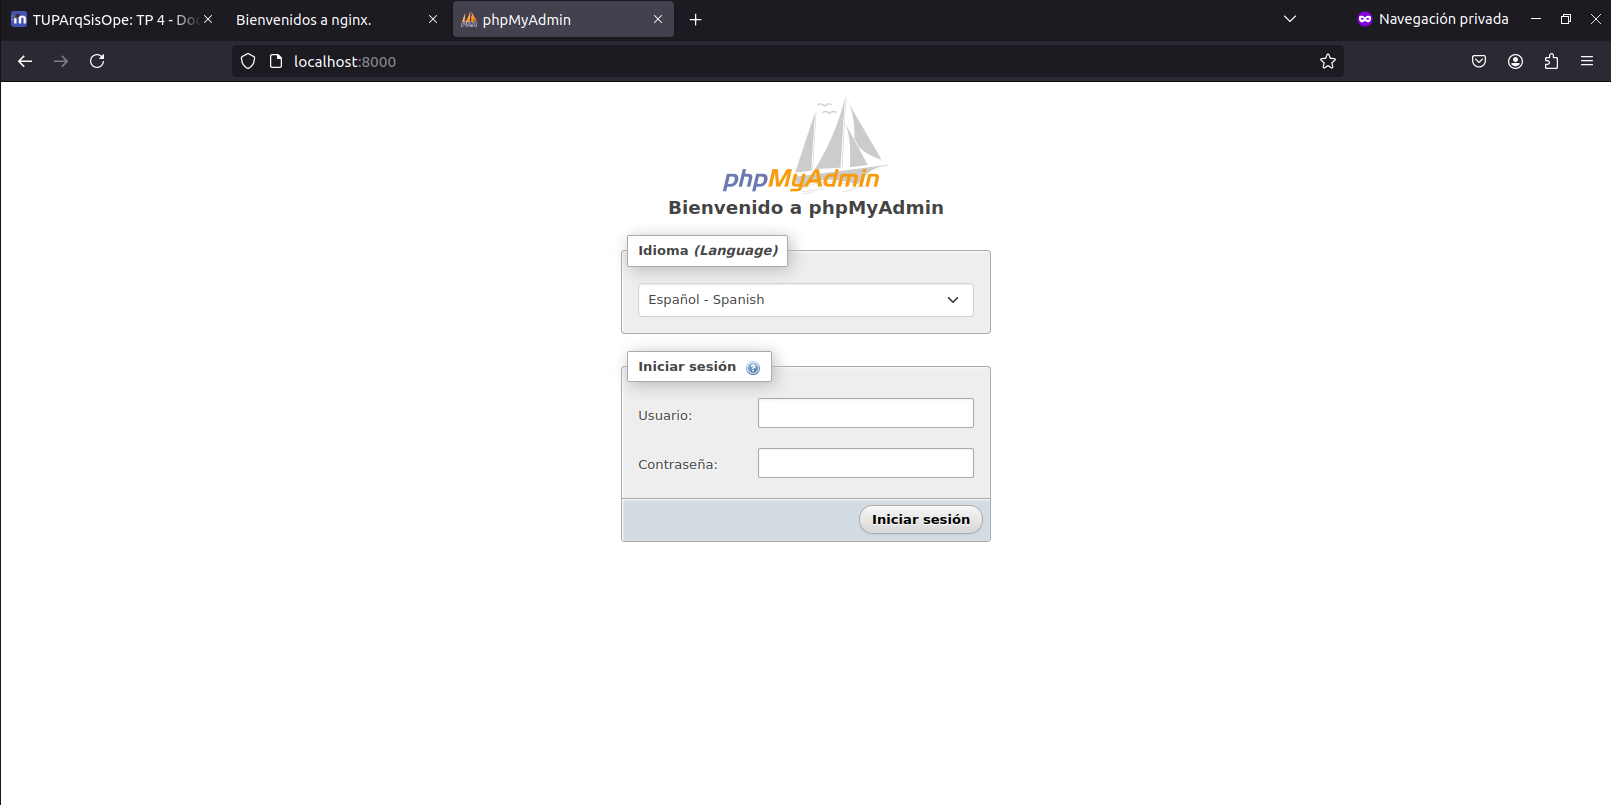 TUPArqSisOpe: TP 4 - Doc
Bienvenidos a nginx.
phpMyAdmin
Navegación privada
localhost:8000
phpMyAdmin
Bienvenido a phpMyAdmin
Idioma (Language)
Español - Spanish
Iniciar sesión
Usuario:
Contraseña:
Iniciar sesión